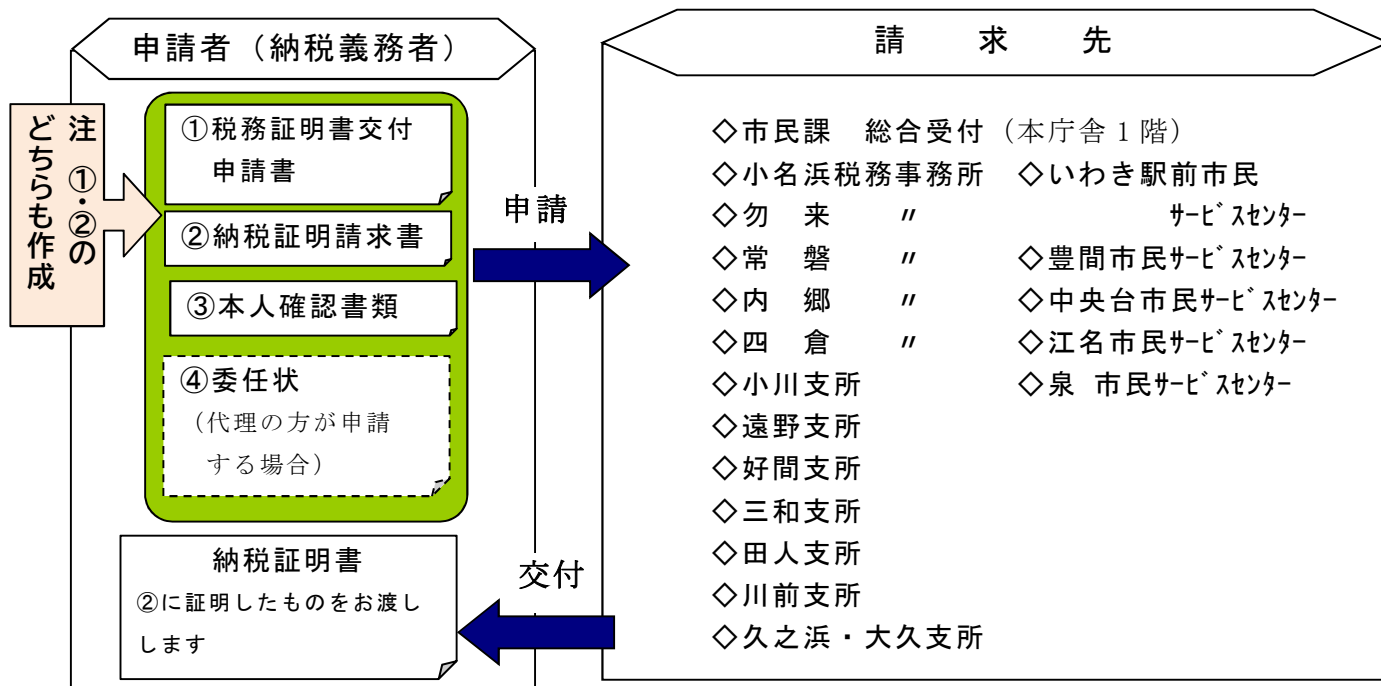 申請者（納税義務者）
注 ①・②の
どちらも作成
①税務証明書交付
申請書
②納税証明請求書
③本人確認書類
④委任状
（代理の方が申請
する場合）
納税証明書
②に証明したものをお渡し
します
申請
交付
請 求 先
◇市民課 総合受付（本庁舎1階）
◇小名浜税務事務所 ◇いわき駅前市民
◇勿 来 〃 ｻｰﾋﾞｽｾﾝﾀｰ
◇常 磐 〃 ◇豊間市民ｻｰﾋﾞｽｾﾝﾀｰ
◇内 郷 〃 ◇中央台市民ｻｰﾋﾞｽｾﾝﾀｰ
◇四 倉 〃 ◇江名市民ｻｰﾋﾞｽｾﾝﾀｰ
◇小川支所 ◇泉 市民ｻｰﾋﾞｽｾﾝﾀｰ
◇遠野支所
◇好間支所
◇三和支所
◇田人支所
◇川前支所
◇久之浜・大久支所